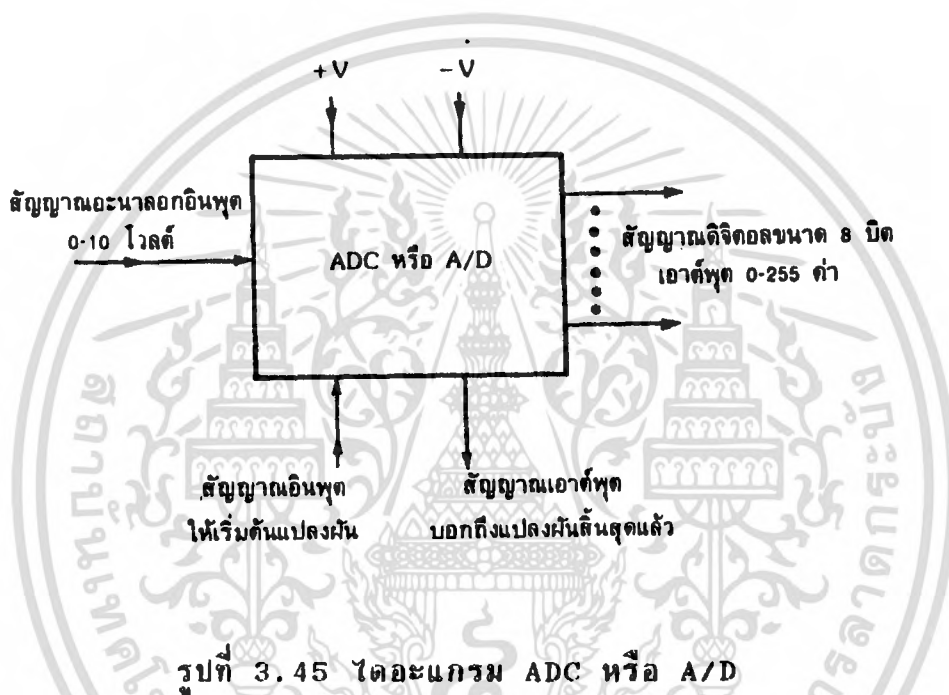 +V -V
สัญญาณอะนาลอกอินพุต
0-10 โวลต์
ADC หรือ A/D
สัญญาณดิจิตอลขนาด 8 บิต
เอาต์พุต 0-255 ค่า
สัญญาณอินพุต
ให้เริ่มต้นแปลงผัน
สัญญาณเอาต์พุต
บอกถึงแปลงผันสิ้นสุดแล้ว
รูปที่ 3.45 ไดอะแกรม ADC หรือ A/D